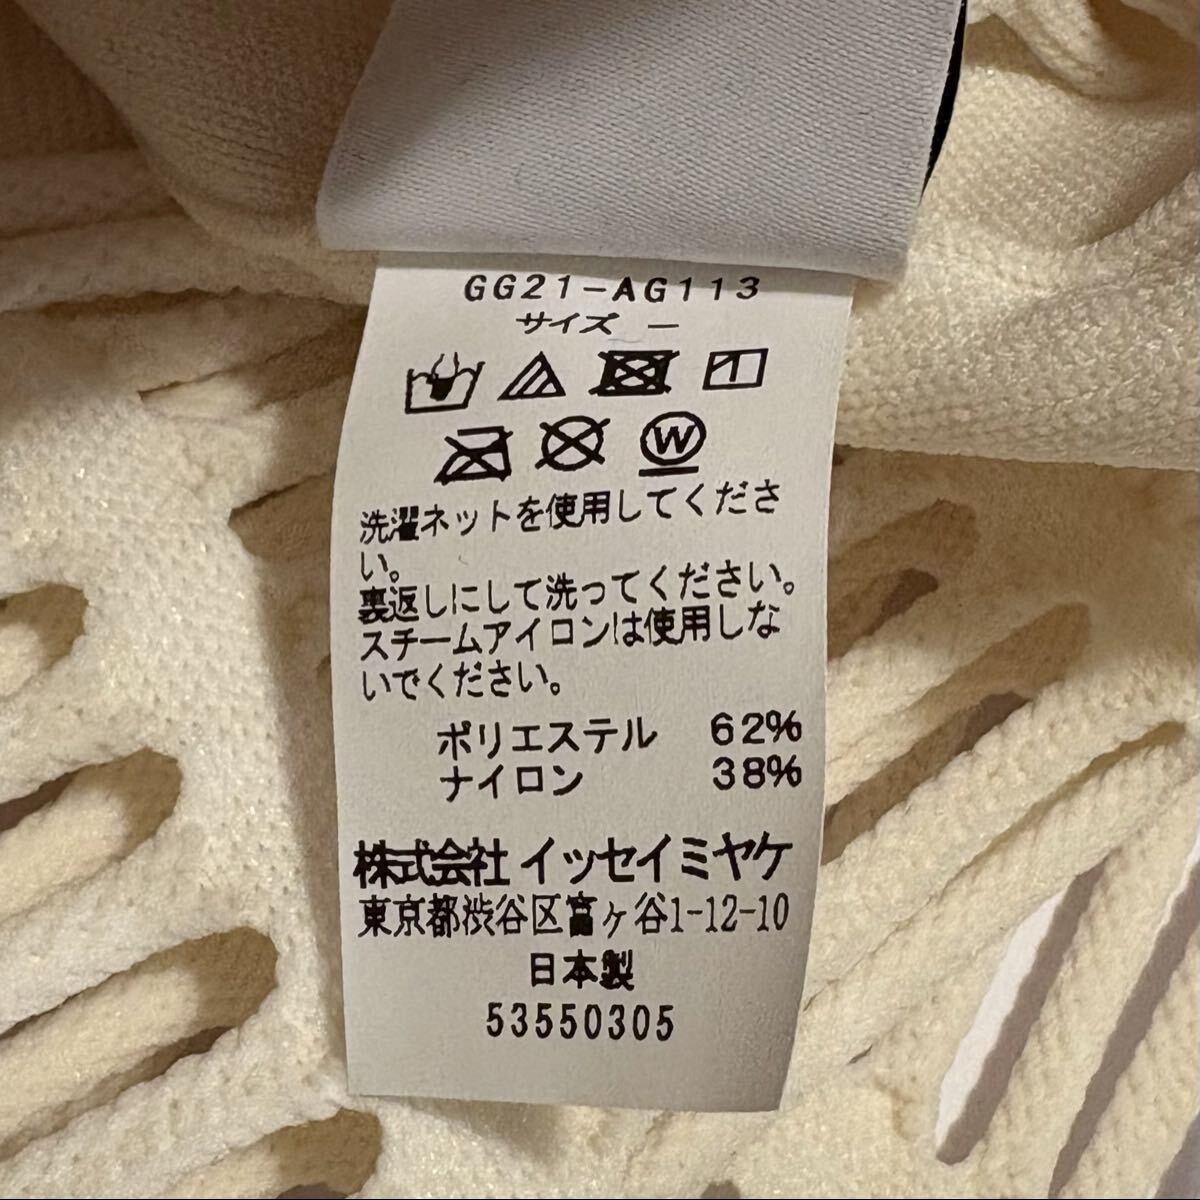 GG21-AG113
サイズ －
W
洗濯ネットを使用してくださ
い。
裏返しにして洗ってください。
スチームアイロンは使用しな
いでください。
ポリエステル 62%
ナイロン 38%
株式会社 イッセイミヤケ
東京都渋谷区富ヶ谷1-12-10
日本製
53550305